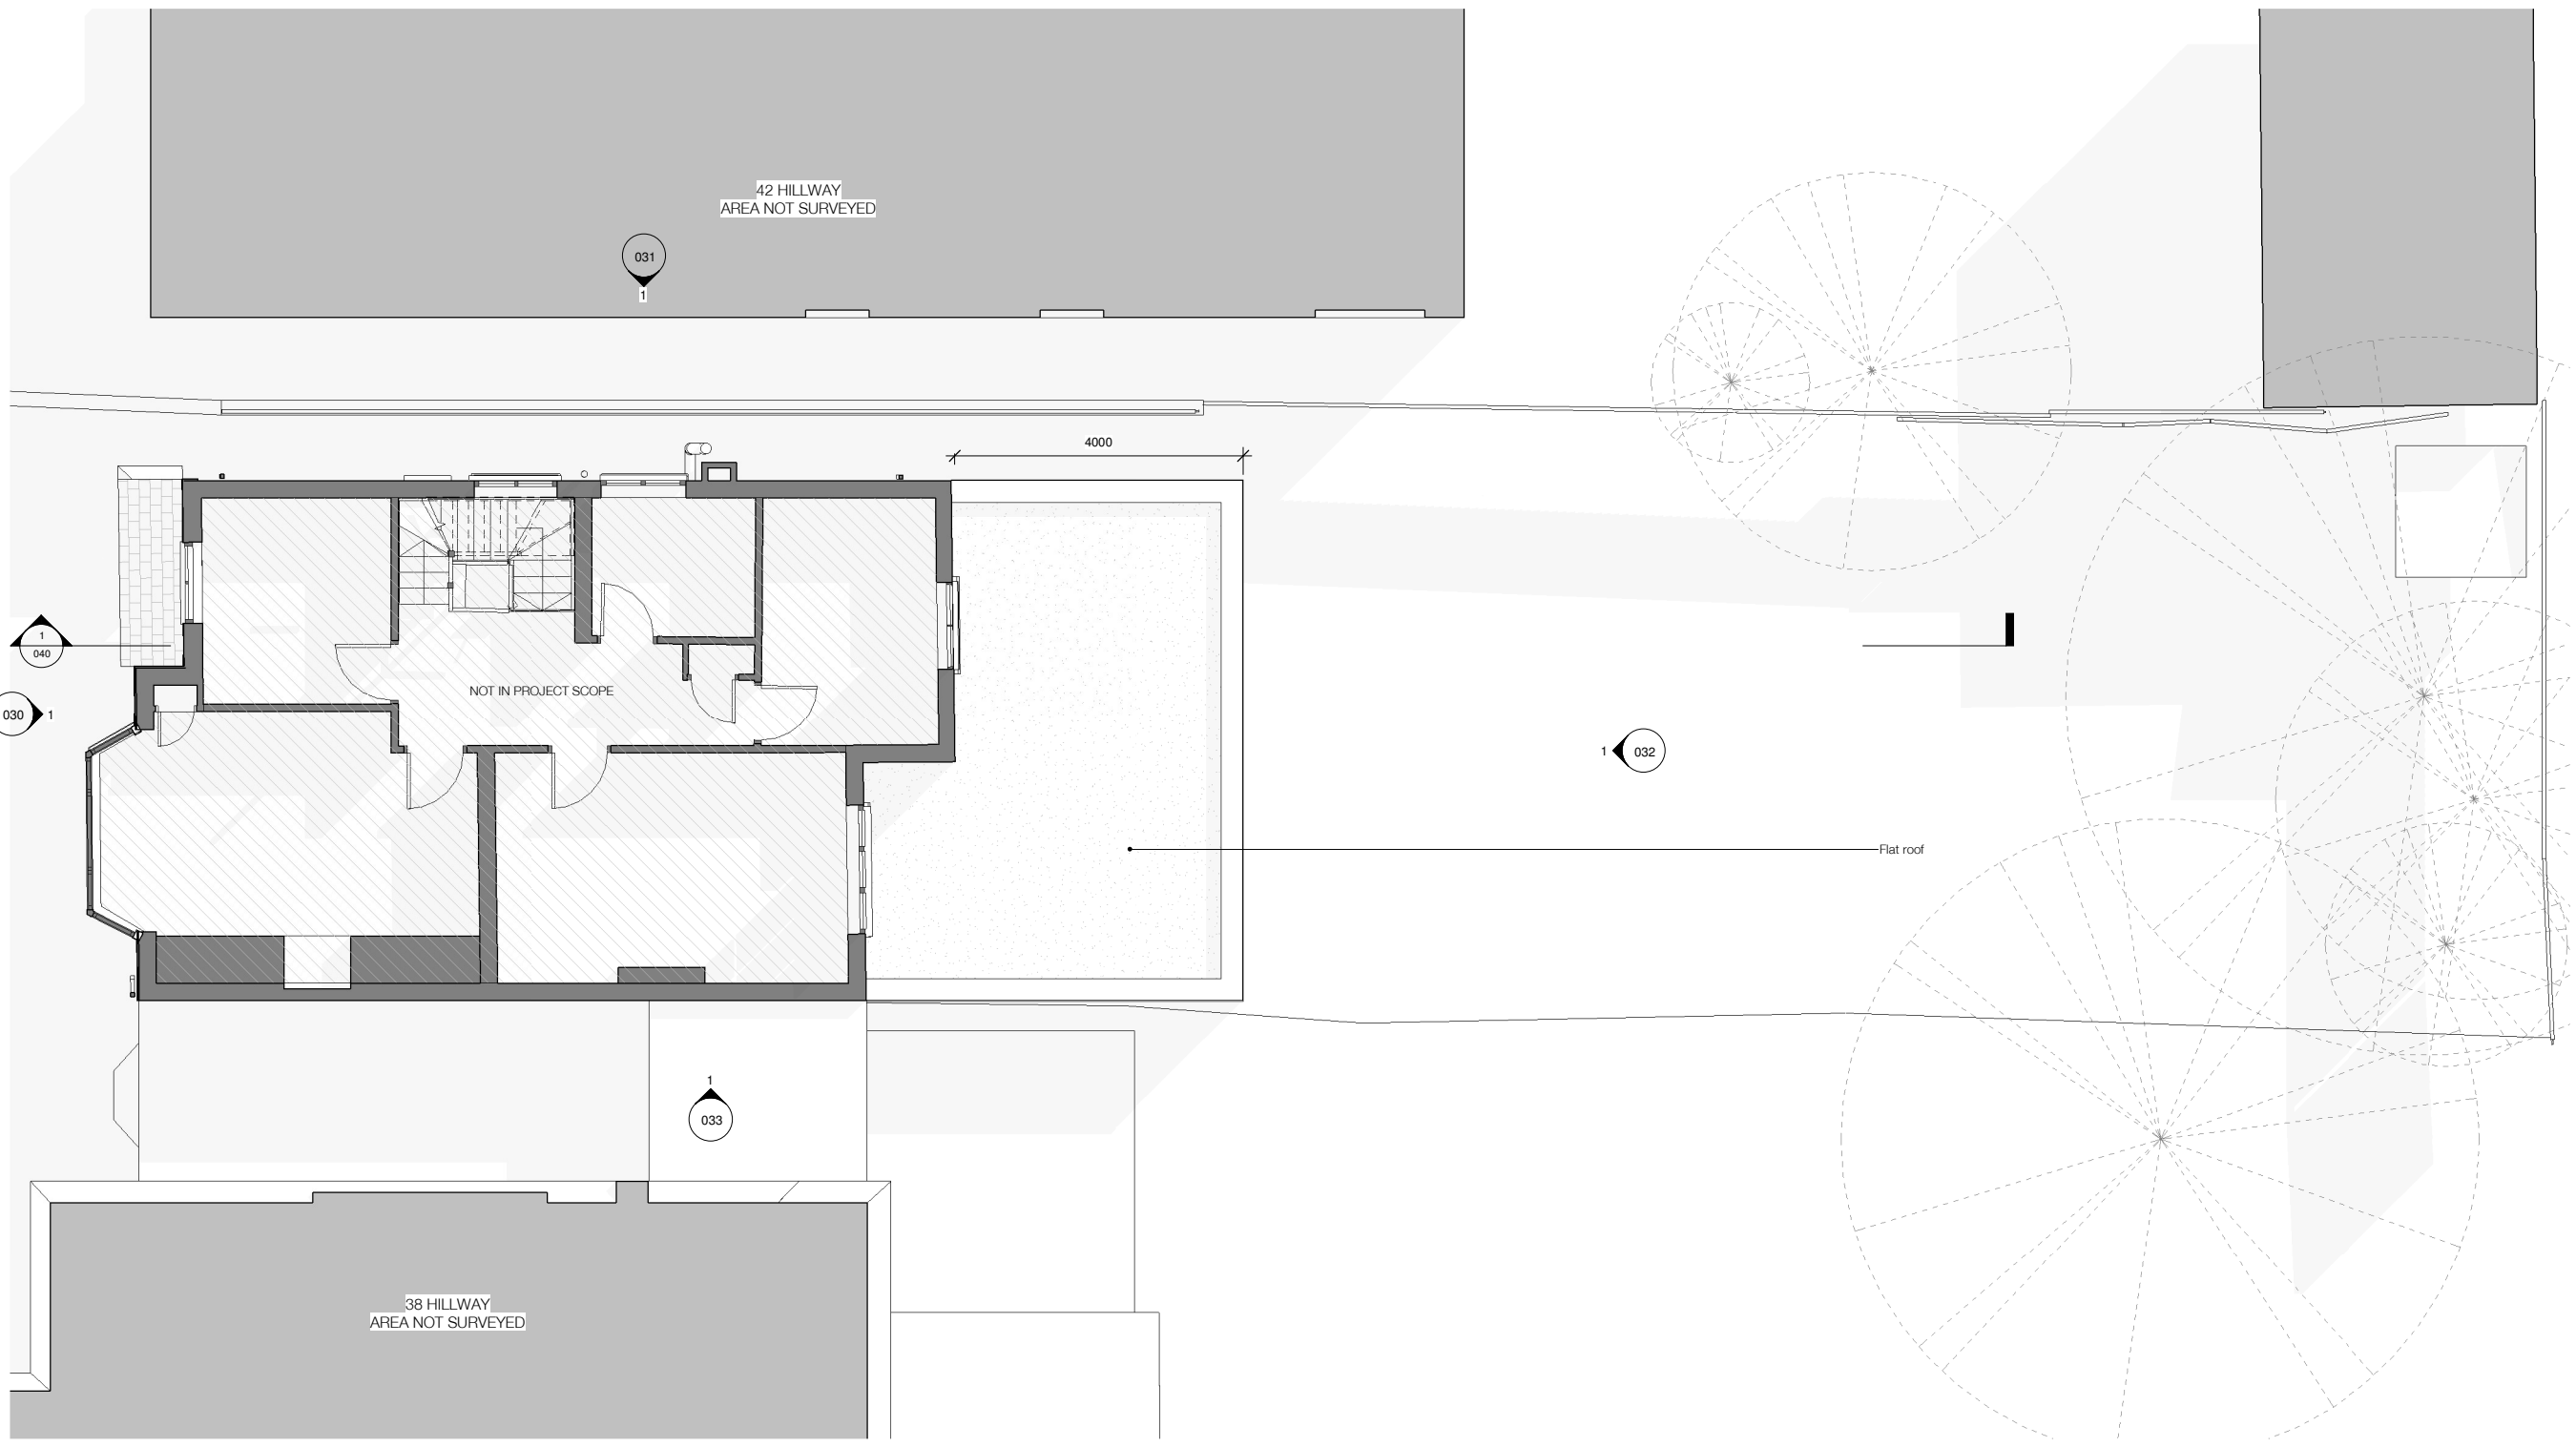 42 HILLWAY
AREA NOT SURVEYED
031
1
4000
1
040
NOT IN PROJECT SCOPE
030
1
1
032
Flat roof
1
033
38 HILLWAY
AREA NOT SURVEYED